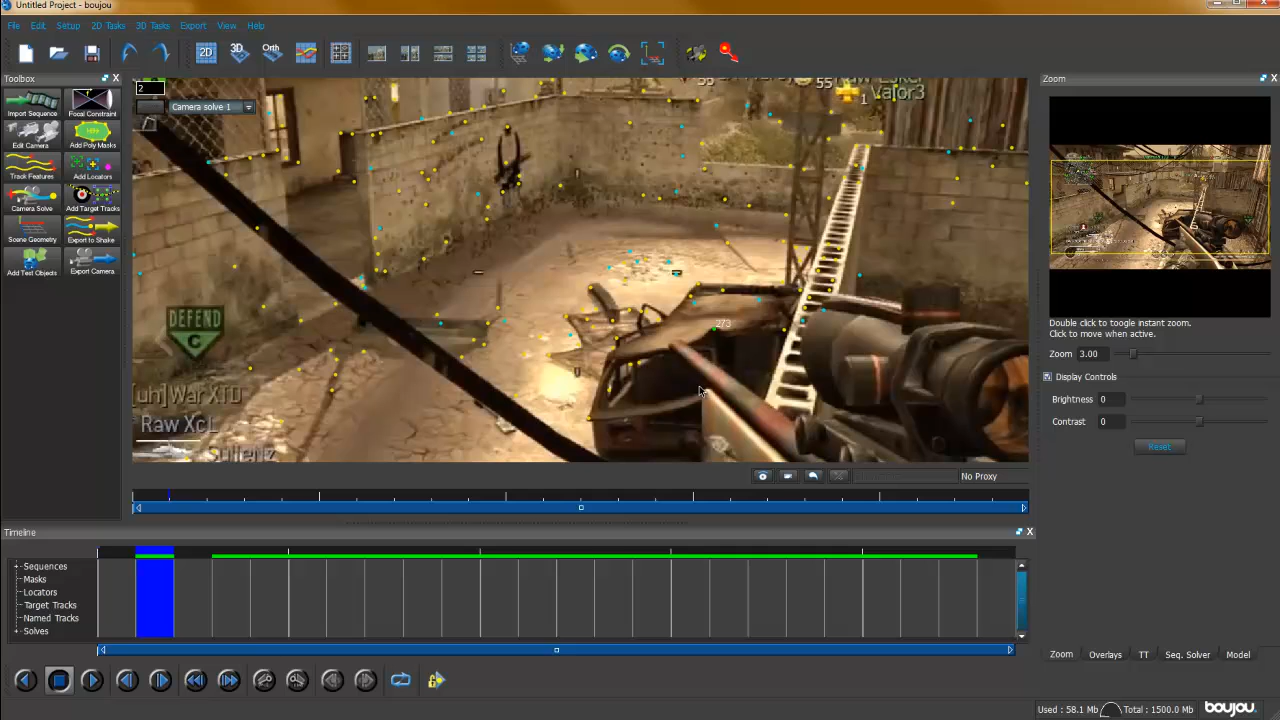 Untitled Project - boujou
File Edit Setup 2D Tasks 3D Tasks Export View Help
2D 3D Orth
Toolbox
Import Sequence Focal Constraint
Edit Camera Add Poly Masks
Track Features Add Locators
Camera Solve Add Target Tracks
Scene Geometry Export to Shake
Add Test Objects Export Camera
2
Camera solve 1
55 55
1 Valor3
DEFEND
C
273
[uh]War XTD
Raw XcL
Sullenz
No Proxy
Zoom
Double click to toogle instant zoom.
Click to move when active.
Zoom 3.00
Display Controls
Brightness 0
Contrast 0
Reset
Timeline
Sequences
Masks
Locators
Target Tracks
Named Tracks
Solves
Zoom Overlays TT Seq. Solver Model
Used : 58.1 Mb Total : 1500.0 Mb boujou